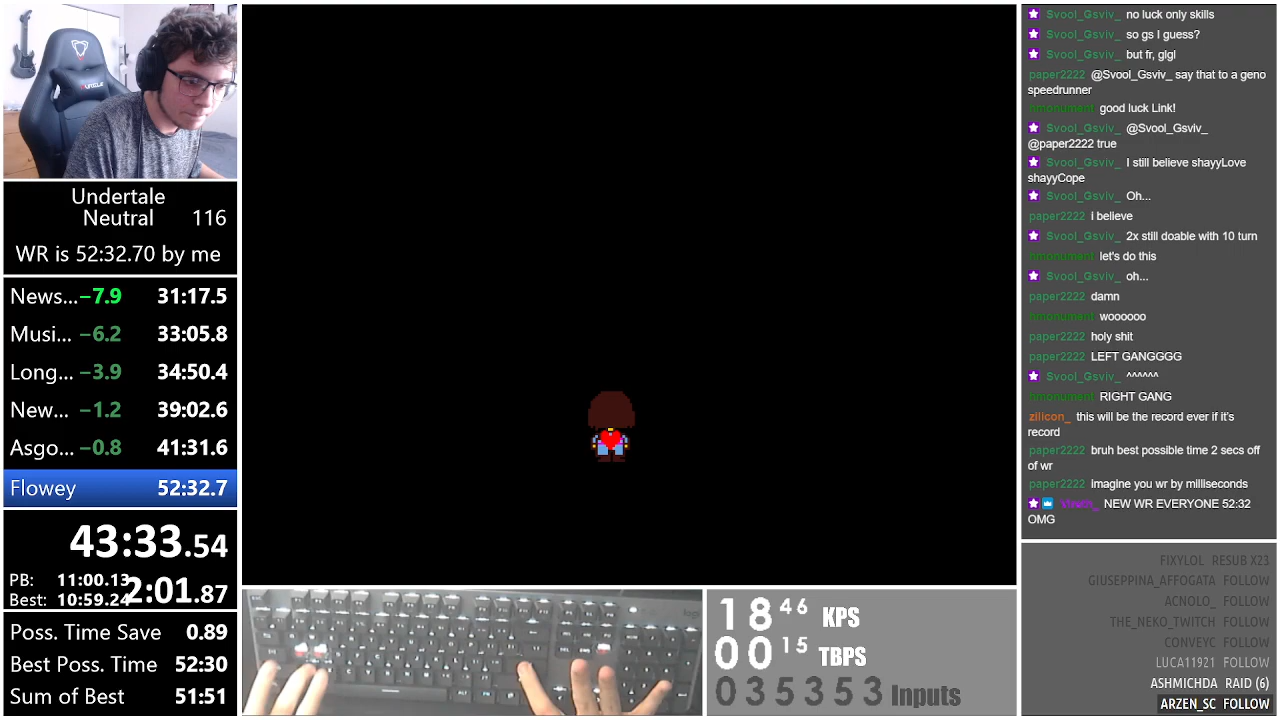 Undertale
Neutral 116
WR is 52:32.70 by me
News... −7.9 31:17.5
Musi... −6.2 33:05.8
Long... −3.9 34:50.4
New... −1.2 39:02.6
Asgo... −0.8 41:31.6
Flowey 52:32.7
43:33.54
PB: 11:00.13
Best: 10:59.24
2:01.87
Poss. Time Save 0.89
Best Poss. Time 52:30
Sum of Best 51:51
18 46 KPS
00 15 TBPS
035353 Inputs
Svool_Gsviv_ no luck only skills
Svool_Gsviv_ so gs I guess?
Svool_Gsviv_ but fr, glgl
paper2222 @Svool_Gsviv_ say that to a geno
speedrunner
good luck Link!
Svool_Gsviv_ @Svool_Gsviv_
@paper2222 true
Svool_Gsviv_ I still believe shayyLove
shayyCope
Svool_Gsviv_ Oh...
paper2222 i believe
Svool_Gsviv_ 2x still doable with 10 turn
let's do this
Svool_Gsviv_ oh...
paper2222 damn
woooooo
paper2222 holy shit
paper2222 LEFT GANGGGG
Svool_Gsviv_ ^^^^^^
RIGHT GANG
zilicon_ this will be the record ever if it's
record
paper2222 bruh best possible time 2 secs off
of wr
paper2222 imagine you wr by milliseconds
NEW WR EVERYONE 52:32
OMG
FIXYLOL RESUB X23
GIUSEPPINA_AFFOGATA FOLLOW
ACNOLO_ FOLLOW
THE_NEKO_TWITCH FOLLOW
CONVEYC FOLLOW
LUCA11921 FOLLOW
ASHMICHDA RAID (6)
ARZEN_SC FOLLOW